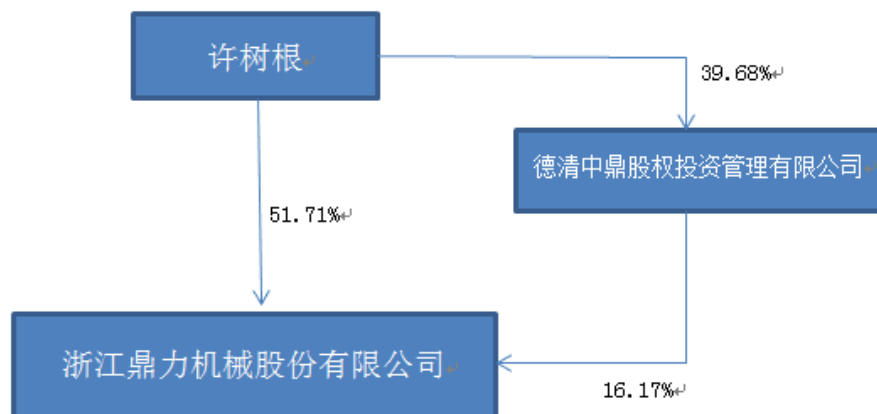 许树根
39.68%
德清中鼎股权投资管理有限公司
51.71%
浙江鼎力机械股份有限公司
16.17%